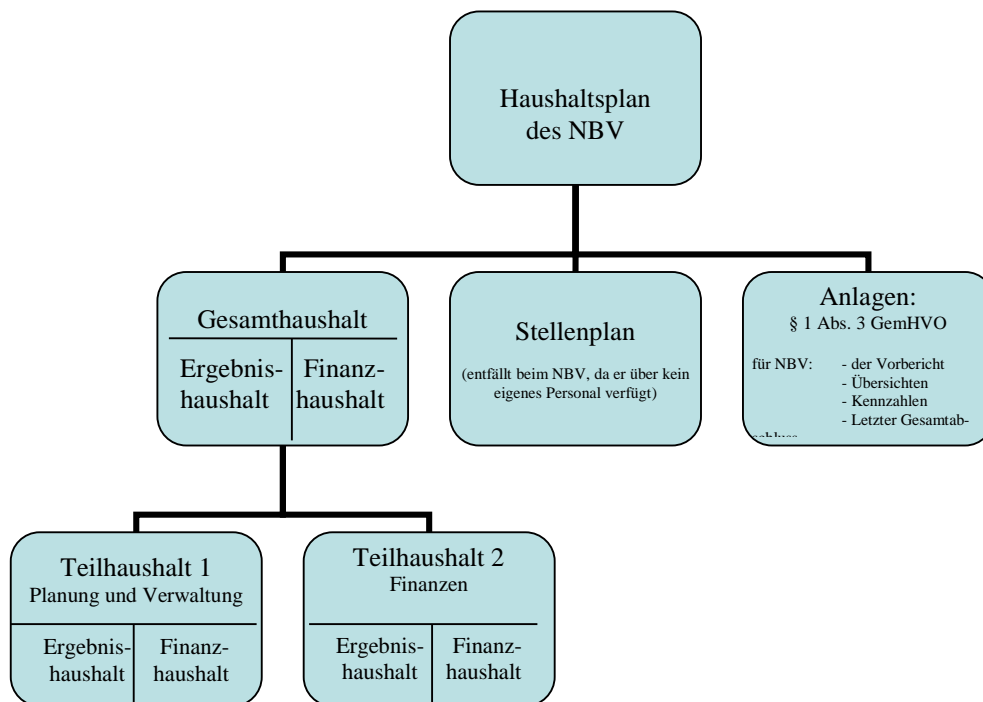 Haushaltsplan
des NBV
Gesamthaushalt
Ergebnis-
haushalt
Finanz-
haushalt
Stellenplan
(entfällt beim NBV, da er über kein
eigenes Personal verfügt)
Anlagen:
§ 1 Abs. 3 GemHVO
für NBV: - der Vorbericht
- Übersichten
- Kennzahlen
- Letzter Gesamtab-
schluss
Teilhaushalt 1
Planung und Verwaltung
Ergebnis-
haushalt
Finanz-
haushalt
Teilhaushalt 2
Finanzen
Ergebnis-
haushalt
Finanz-
haushalt